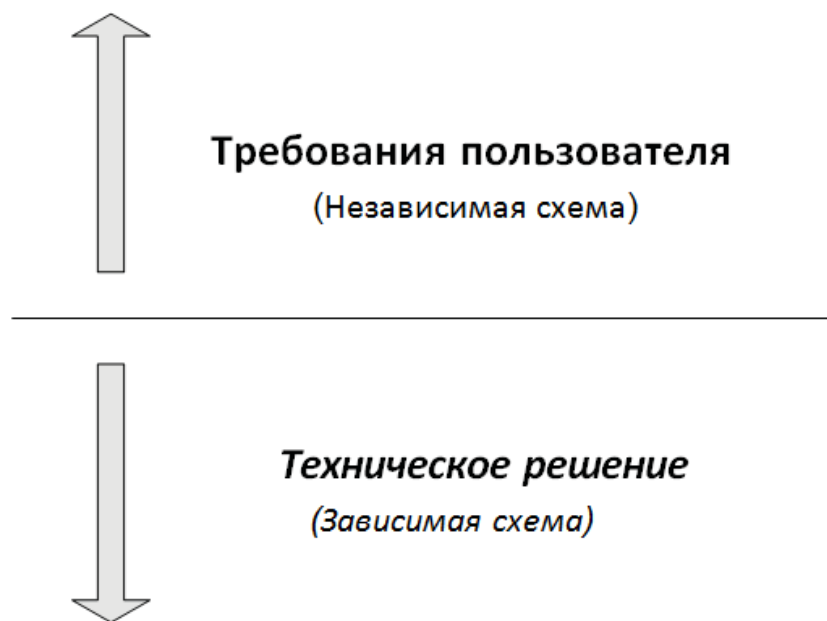 Требования пользователя
(Независимая схема)
Техническое решение
(Зависимая схема)